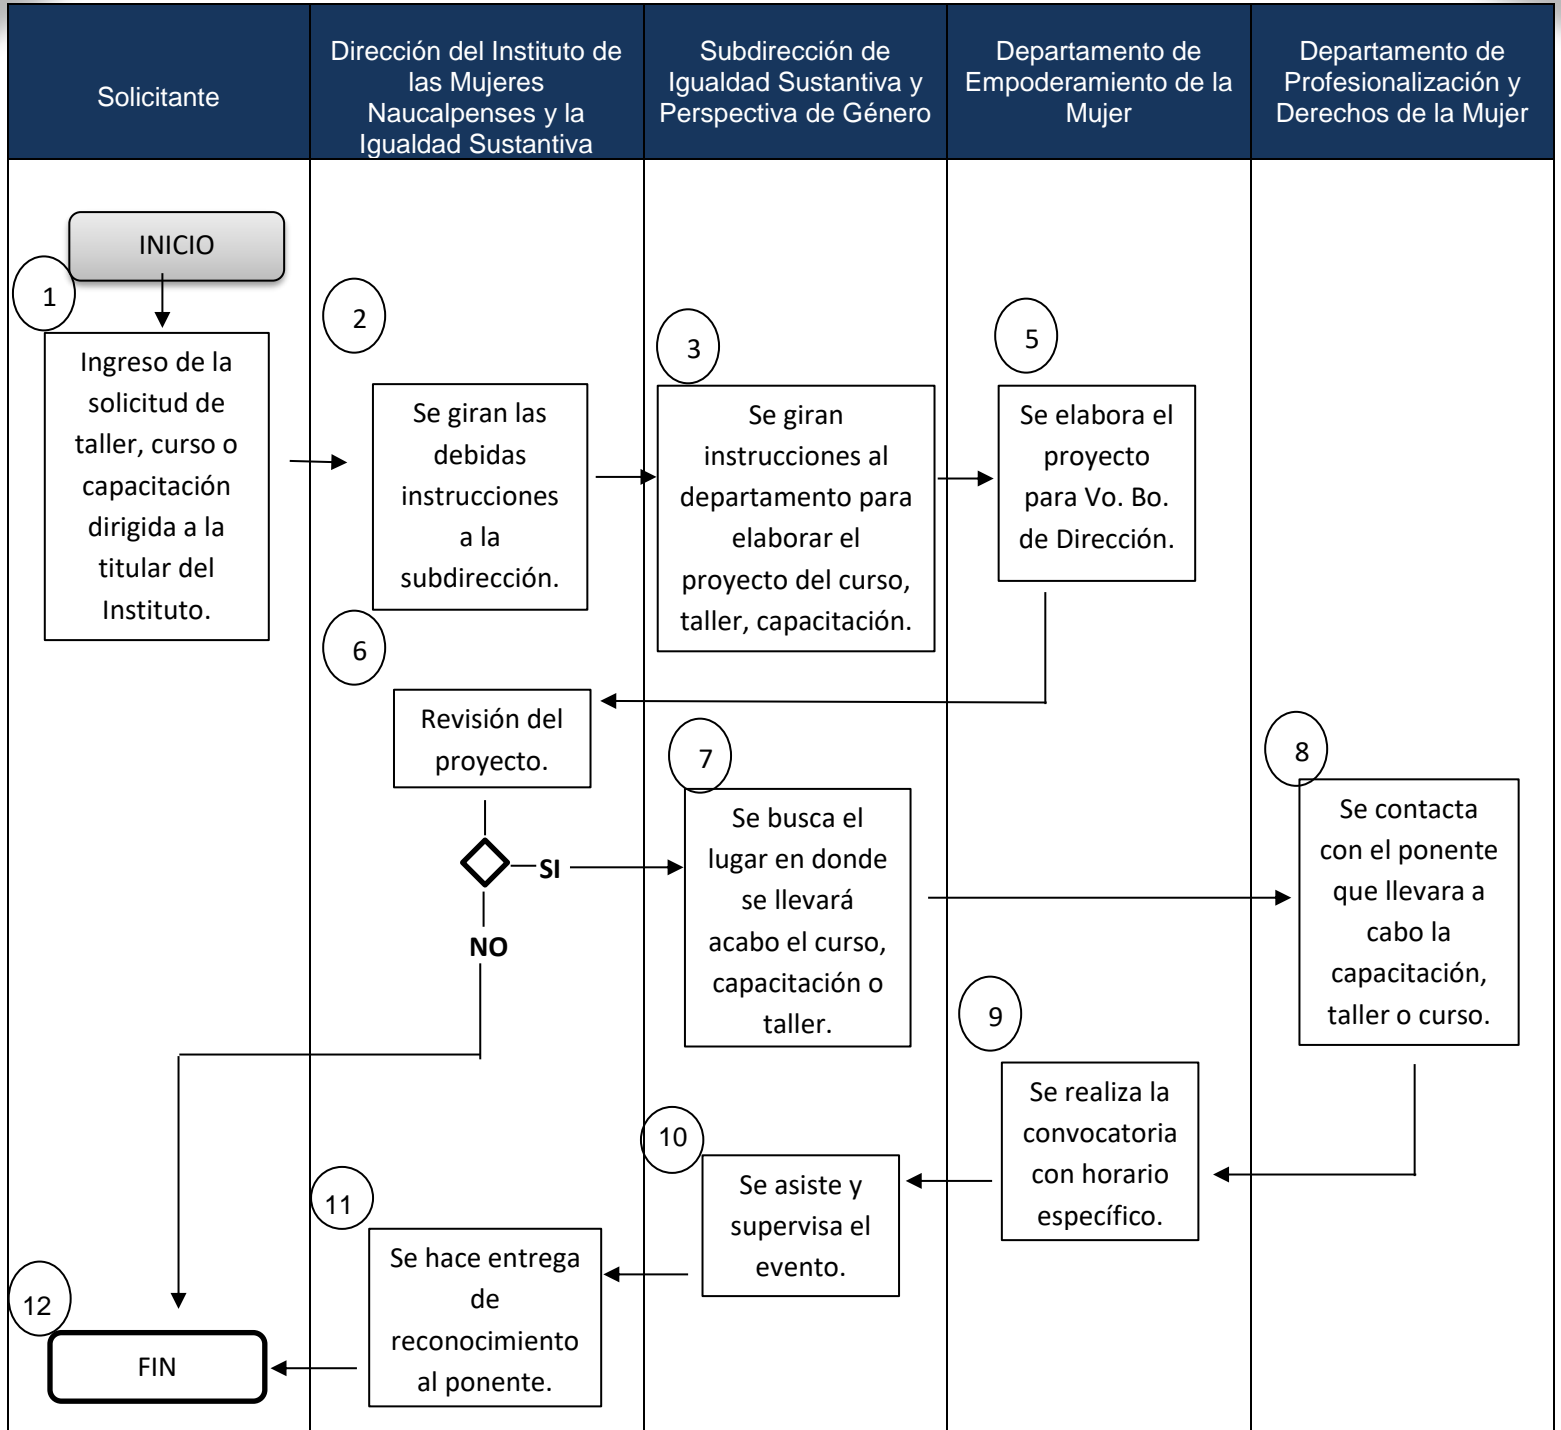 Solicitante
Dirección del Instituto de
las Mujeres
Naucalpenses y la
Igualdad Sustantiva
Subdirección de
Igualdad Sustantiva y
Perspectiva de Género
Departamento de
Empoderamiento de la
Mujer
Departamento de
Profesionalización y
Derechos de la Mujer
INICIO
1
Ingreso de la
solicitud de
taller, curso o
capacitación
dirigida a la
titular del
Instituto.
2
Se giran las
debidas
instrucciones
a la
subdirección.
3
Se giran
instrucciones al
departamento para
elaborar el
proyecto del curso,
taller, capacitación.
5
Se elabora el
proyecto
para Vo. Bo.
de Dirección.
6
Revisión del
proyecto.
SI
NO
7
Se busca el
lugar en donde
se llevará
acabo el curso,
capacitación o
taller.
8
Se contacta
con el ponente
que llevara a
cabo la
capacitación,
taller o curso.
9
Se realiza la
convocatoria
con horario
específico.
10
Se asiste y
supervisa el
evento.
11
Se hace entrega
de
reconocimiento
al ponente.
12
FIN